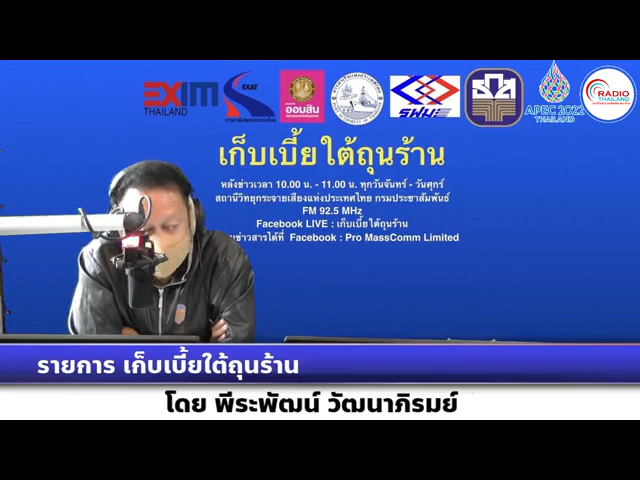 EXIM
THAILAND
EXAT
ออมสิน
รฟม
ธกส
APEC 2022
THAILAND
RADIO
THAILAND
เก็บเบี้ยใต้ถุนร้าน
หลังข่าวเวลา 10.00 น. - 11.00 น. ทุกวันจันทร์ - วันศุกร์
สถานีวิทยุกระจายเสียงแห่งประเทศไทย กรมประชาสัมพันธ์
FM 92.5 MHz
Facebook LIVE : เก็บเบี้ยใต้ถุนร้าน
ข่าวสารได้ที่ Facebook : Pro MassComm Limited
รายการ เก็บเบี้ยใต้ถุนร้าน
โดย พีระพัฒน์ วัฒนาภิรมย์